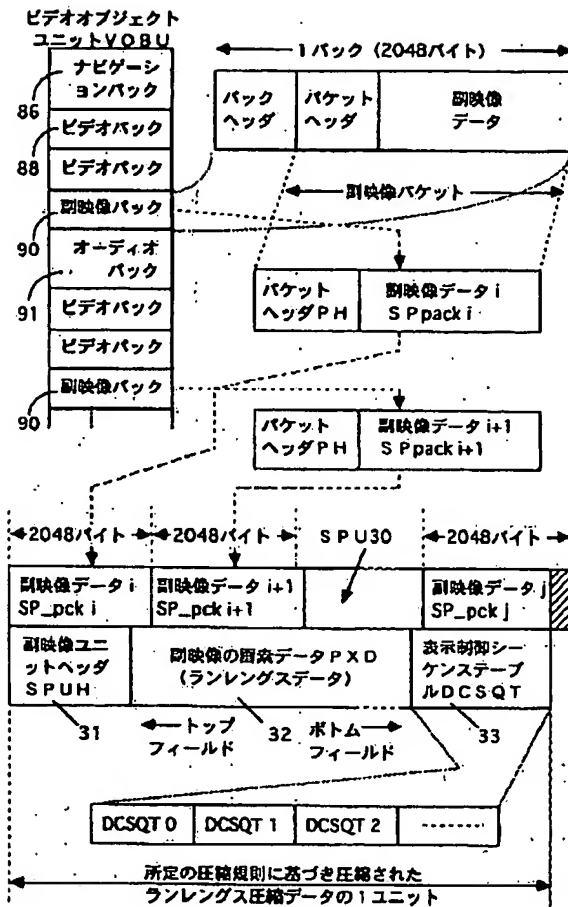 ビデオオブジェクト
ユニットVOBU
ナビゲーシ
ョンパック
86
ビデオパック
88
ビデオパック
副映像パック
90
オーディオ
パック
91
ビデオパック
ビデオパック
副映像パック
90
1パック(2048バイト)
パック
ヘッダ
パケット
ヘッダ
副映像
データ
副映像パケット
パケット
ヘッダPH
副映像データ i
SPpack i
パケット
ヘッダPH
副映像データ i+1
SPpack i+1
2048バイト
2048バイト
SPU30
2048バイト
副映像データ i
SP_pck i
副映像データ i+1
SP_pck i+1
副映像データ j
SP_pck j
副映像ユニ
ットヘッダ
SPUH
副映像の画素データPXD
(ランレングスデータ)
表示制御シー
ケンステーブ
ルDCSQT
31
トップ
フィールド
32
ボトム
フィールド
33
DCSQT 0
DCSQT 1
DCSQT 2
所定の圧縮規則に基づき圧縮された
ランレングス圧縮データの1ユニット